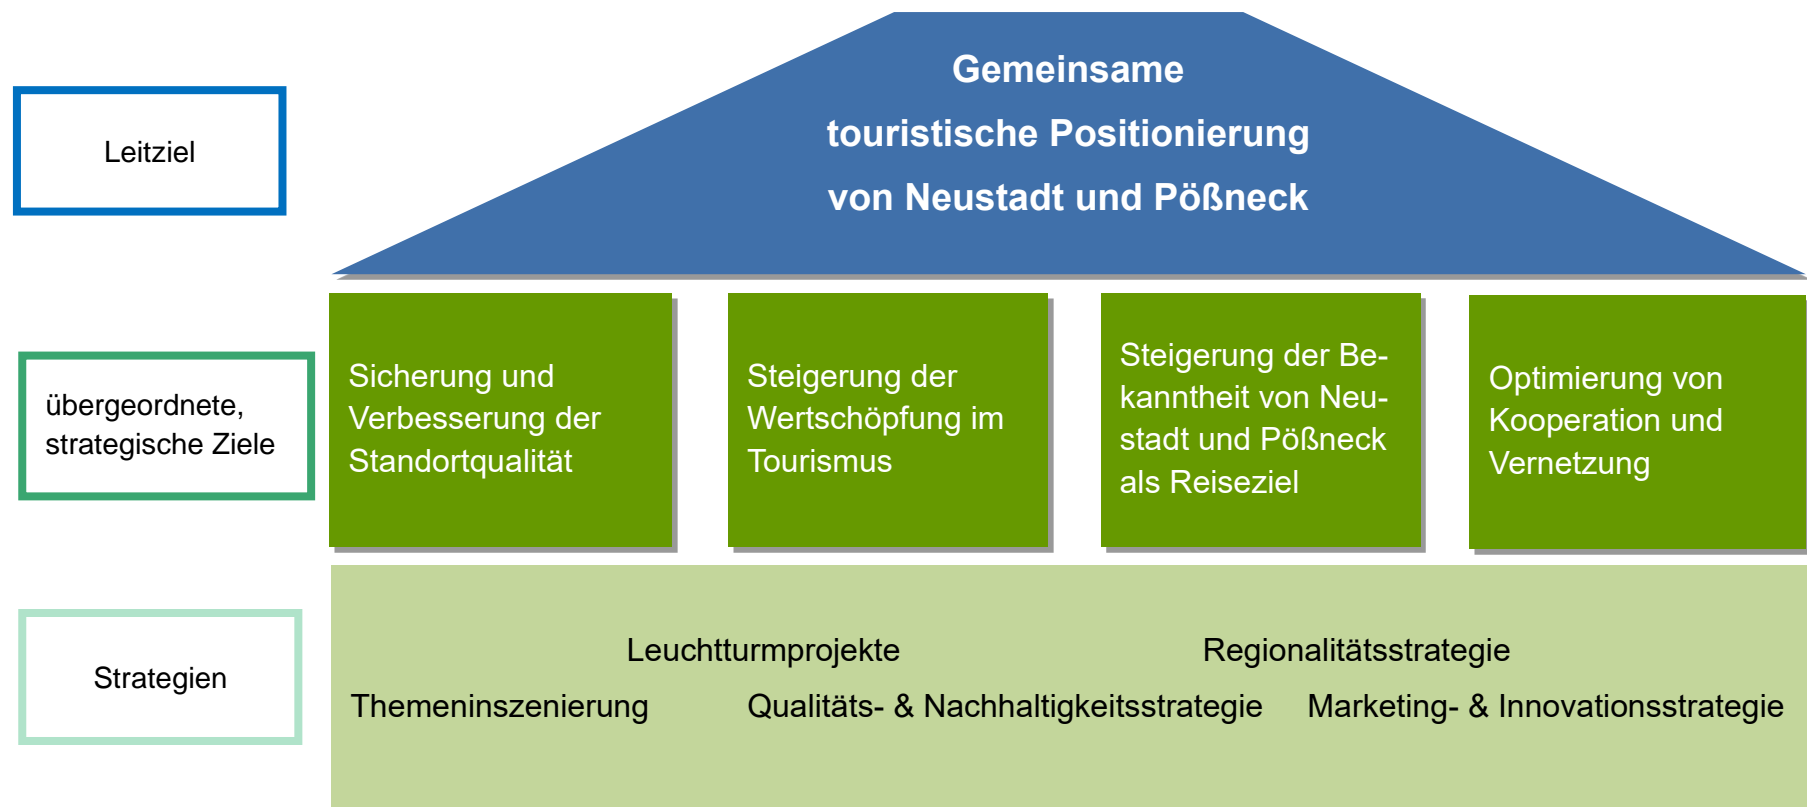 Leitziel
Gemeinsame
touristische Positionierung
von Neustadt und Pößneck
übergeordnete,
strategische Ziele
Sicherung und
Verbesserung der
Standortqualität
Steigerung der
Wertschöpfung im
Tourismus
Steigerung der Be-
kanntheit von Neu-
stadt und Pößneck
als Reiseziel
Optimierung von
Kooperation und
Vernetzung
Strategien
Leuchtturmprojekte Regionalitätsstrategie
Themeninszenierung Qualitäts- & Nachhaltigkeitsstrategie Marketing- & Innovationsstrategie